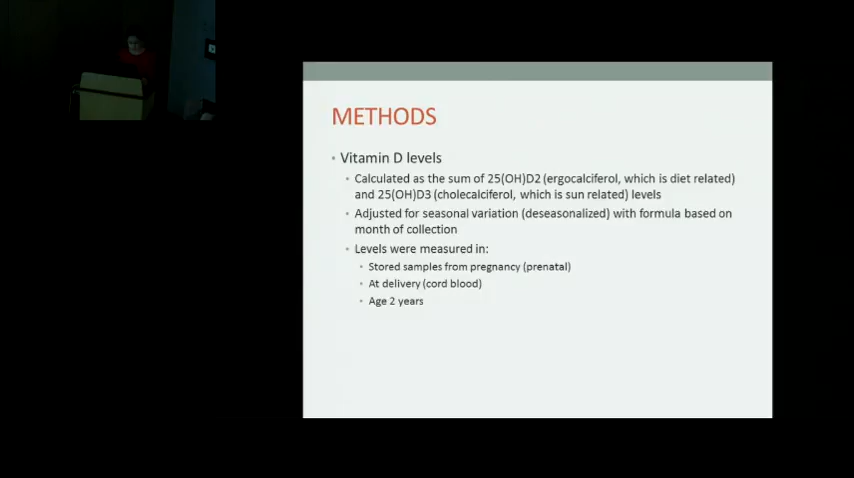 METHODS
• Vitamin D levels
• Calculated as the sum of 25(OH)D2 (ergocalciferol, which is diet related)
and 25(OH)D3 (cholecalciferol, which is sun related) levels
• Adjusted for seasonal variation (deseasonalized) with formula based on
month of collection
• Levels were measured in:
• Stored samples from pregnancy (prenatal)
• At delivery (cord blood)
• Age 2 years